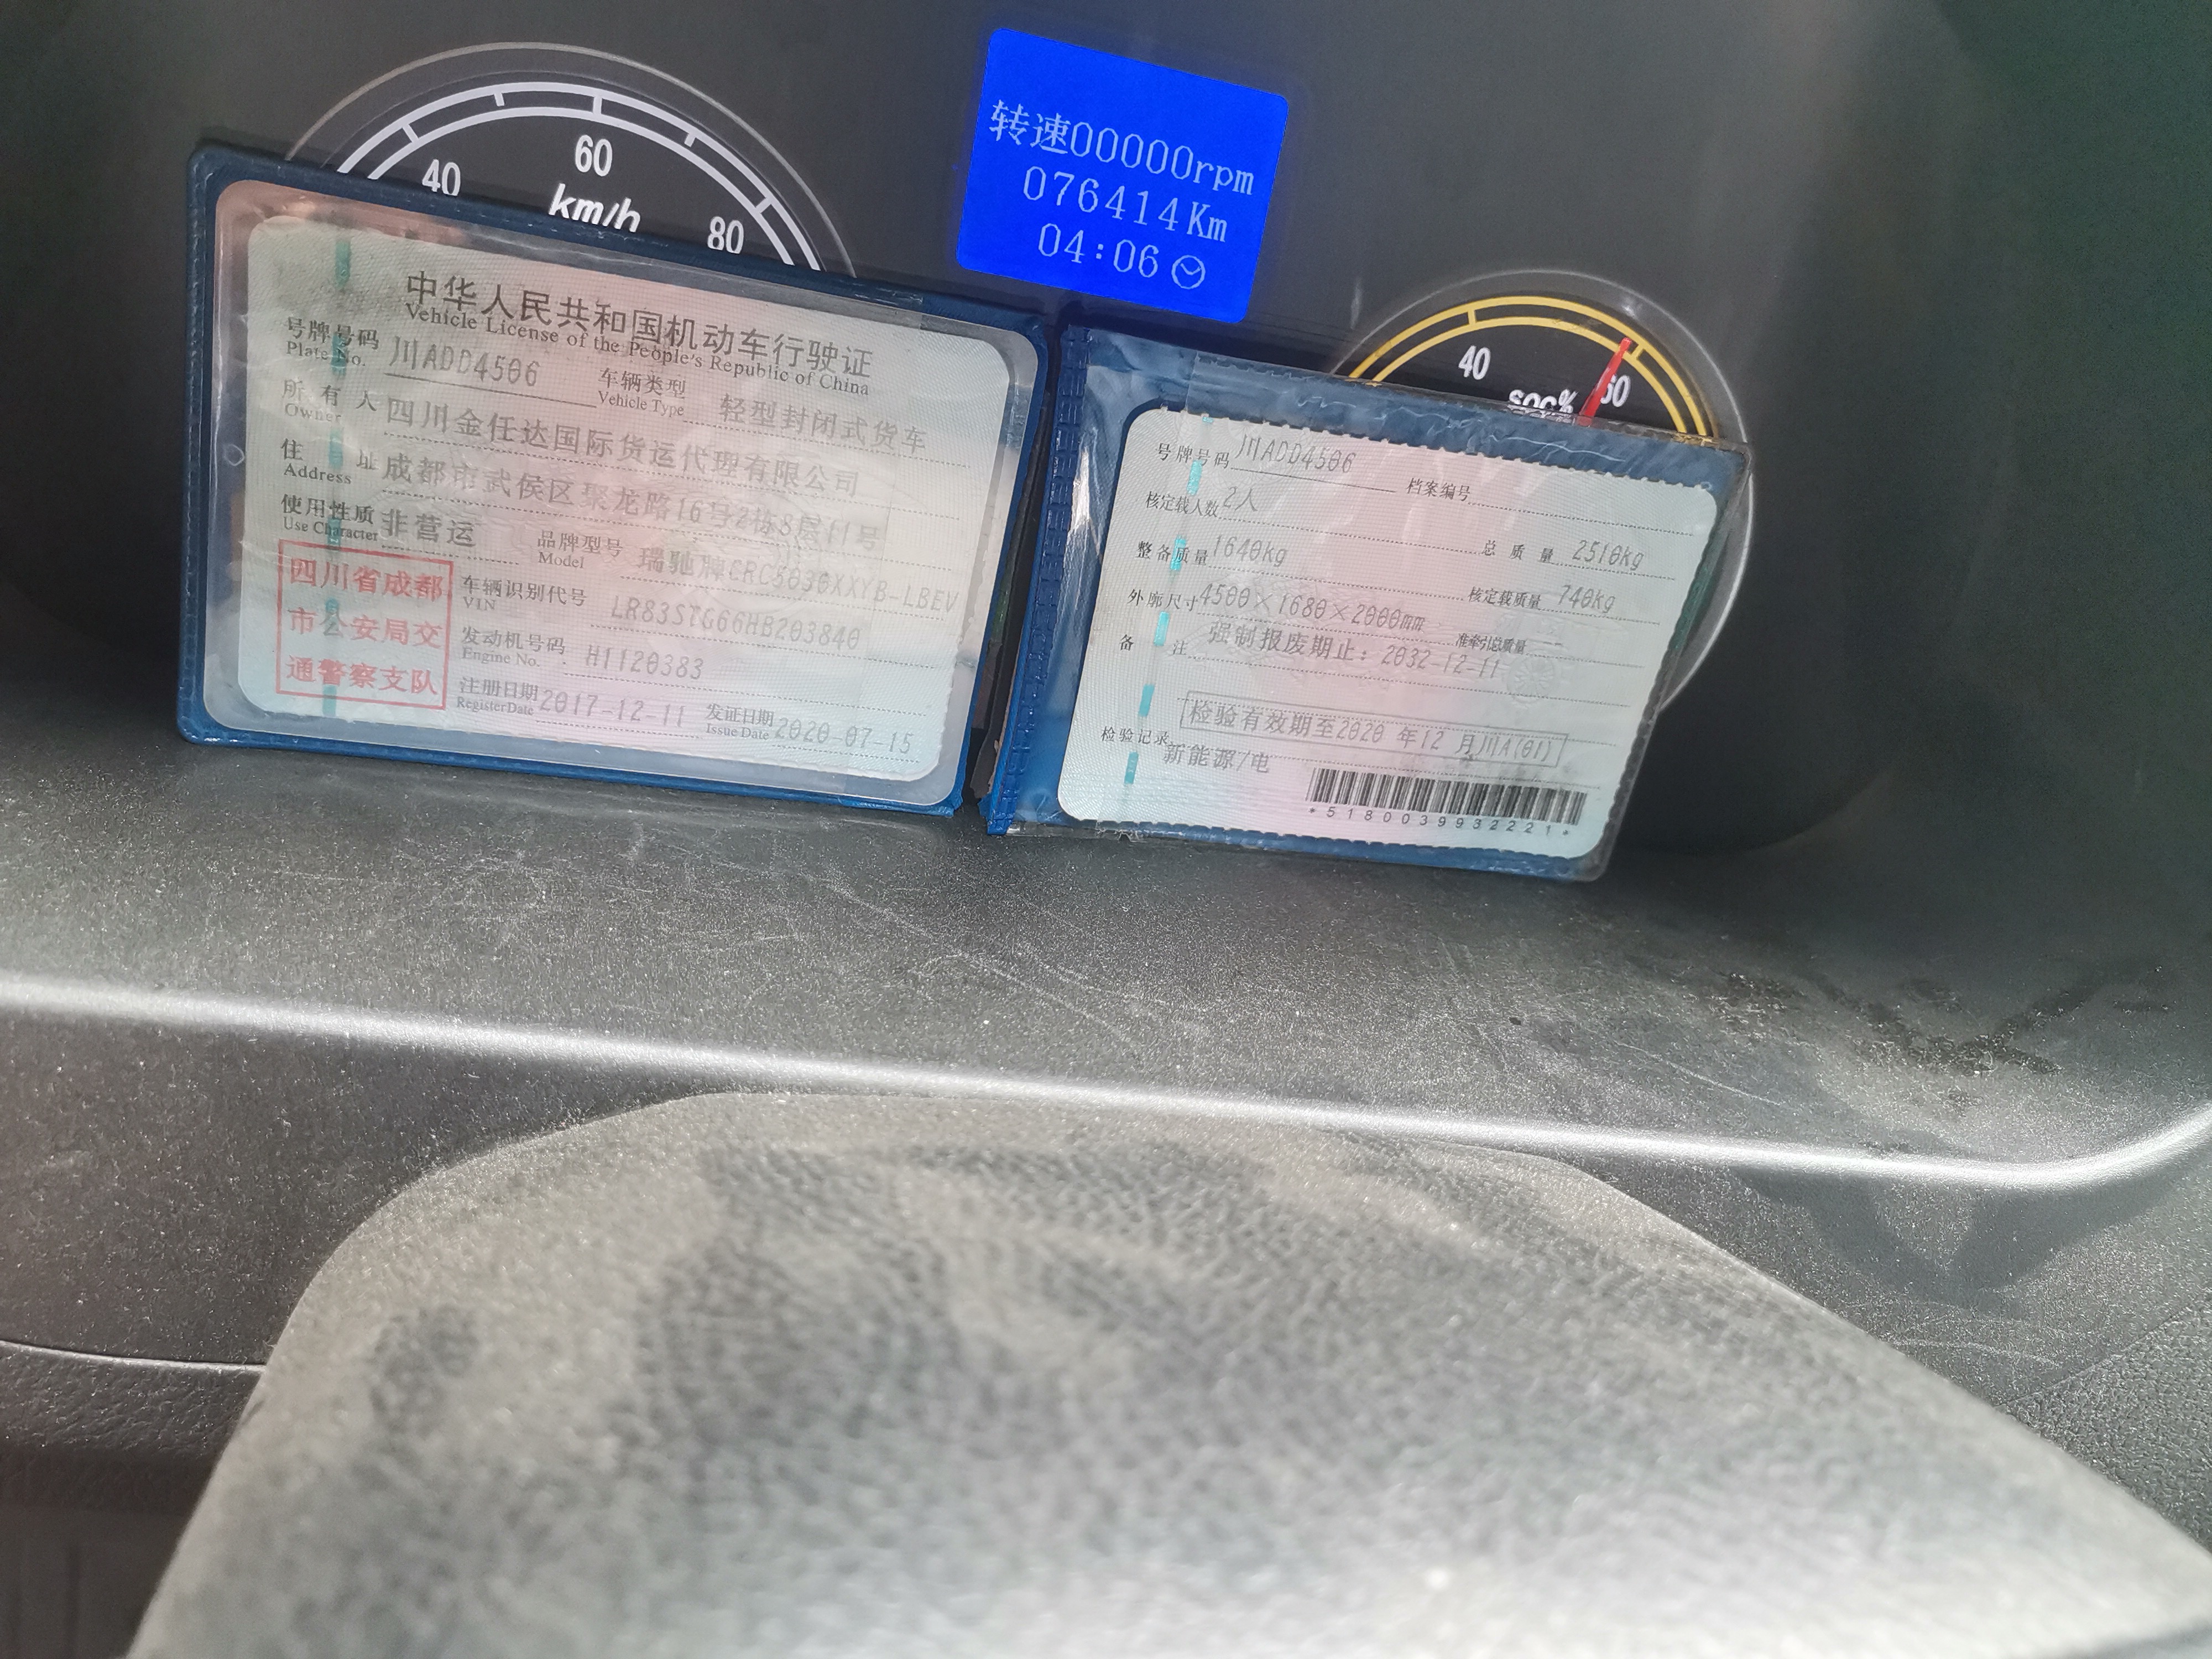 40
60
80
km/h
转速00000rpm
076414Km
04:06
40
60
SOC%
中华人民共和国机动车行驶证
Vehicle License of the People's Republic of China
号牌号码 川ADD4506 车辆类型 轻型封闭式货车
Plate No. Vehicle Type
所有人 四川金任达国际货运代理有限公司
Owner
住址 成都市武侯区聚龙路16号2栋8层11号
Address
使用性质 非营运 品牌型号 瑞驰牌CRC5030XXYB-LBEV
Use Character Model
四川省成都
市公安局交
通警察支队
车辆识别代号 LR83STG66HB203840
VIN
发动机号码 H1120383
Engine No.
注册日期 2017-12-11 发证日期 2020-07-15
Register Date Issue Date
号牌号码 川ADD4506 档案编号
核定载人数 2人 总质量 2510kg
整备质量 1640kg 核定载质量 740kg
外廓尺寸 4500×1680×2000mm 准牵引总质量 --
备注 强制报废期止：2032-12-11
检验有效期至2020 年12 月川A(01)
检验记录
新能源/电
*5180039932221*